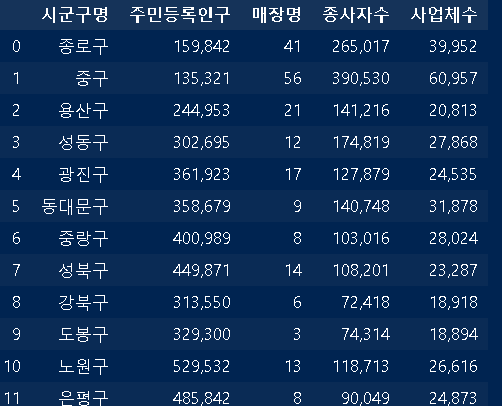 시군구명 주민등록인구 매장명 종사자수 사업체수
0 종로구 159,842 41 265,017 39,952
1 중구 135,321 56 390,530 60,957
2 용산구 244,953 21 141,216 20,813
3 성동구 302,695 12 174,819 27,868
4 광진구 361,923 17 127,879 24,535
5 동대문구 358,679 9 140,748 31,878
6 중랑구 400,989 8 103,016 28,024
7 성북구 449,871 14 108,201 23,287
8 강북구 313,550 6 72,418 18,918
9 도봉구 329,300 3 74,314 18,894
10 노원구 529,532 13 118,713 26,616
11 은평구 485,842 8 90,049 24,873